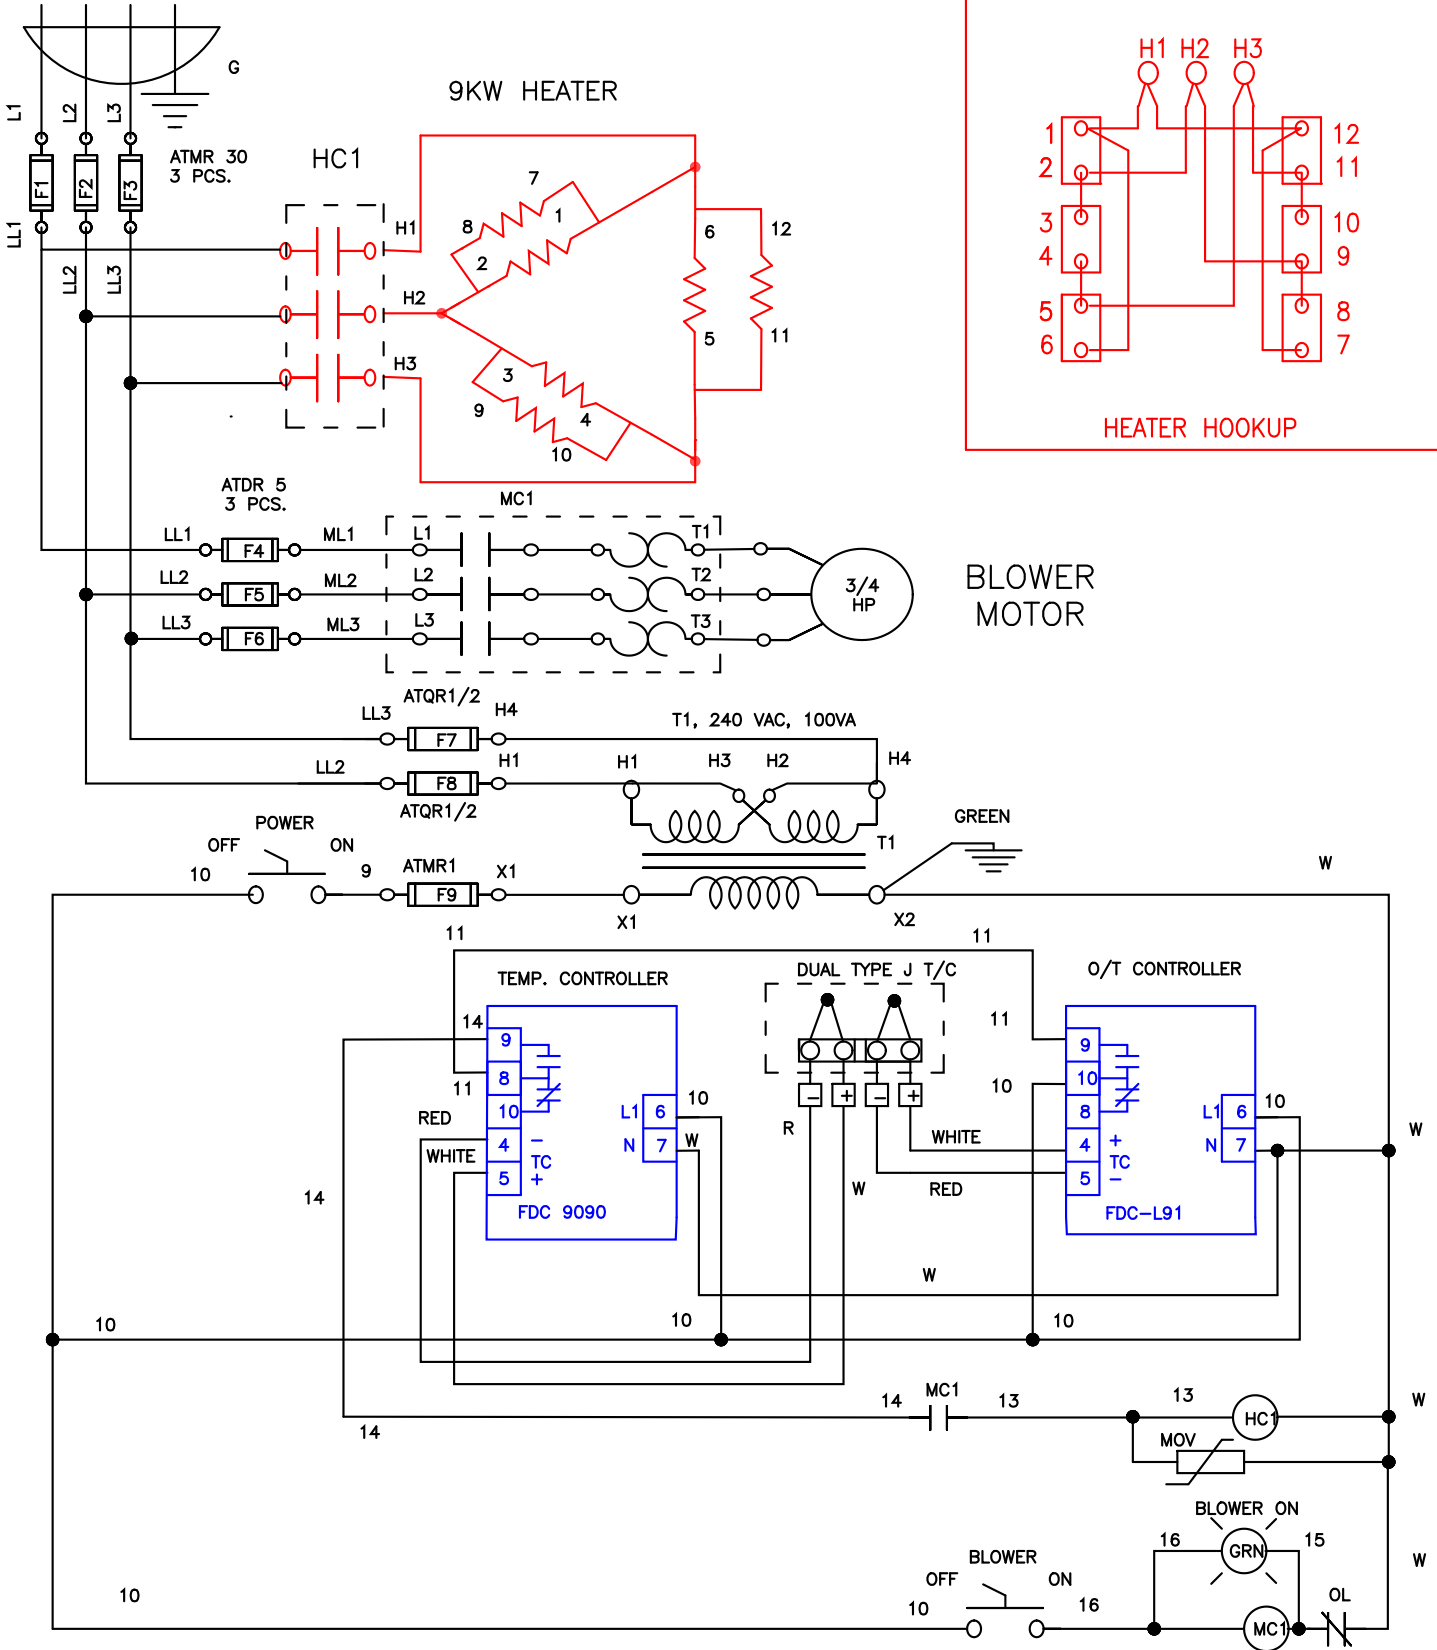 G
L1
L2
L3
F1
F2
F3
ATMR 30
3 PCS.
LL1
LL2
LL3
9KW HEATER
HC1
H1
H2
H3
7
8
1
2
6
12
5
11
3
9
4
10
H1 H2 H3
1
2
3
4
5
6
12
11
10
9
8
7
HEATER HOOKUP
ATDR 5
3 PCS.
MC1
LL1
F4
ML1
L1
T1
LL2
F5
ML2
L2
T2
LL3
F6
ML3
L3
T3
3/4
HP
BLOWER
MOTOR
ATQR1/2
LL3
F7
H4
T1, 240 VAC, 100VA
LL2
F8
H1
ATQR1/2
H1
H3
H2
H4
T1
GREEN
POWER
OFF
ON
10
9
ATMR1
F9
X1
X1
X2
W
11
11
TEMP. CONTROLLER
DUAL TYPE J T/C
O/T CONTROLLER
14
9
8
11
10
RED
4
−
WHITE
TC
5
+
FDC 9090
L1
6
10
N
7
W
−
+
−
+
R
W
WHITE
RED
11
9
10
10
8
4
+
TC
5
−
FDC-L91
L1
6
10
N
7
W
14
W
10
10
10
14
14
MC1
13
13
HC1
W
MOV
BLOWER ON
16
GRN
15
W
BLOWER
OFF
ON
10
10
16
MC1
OL